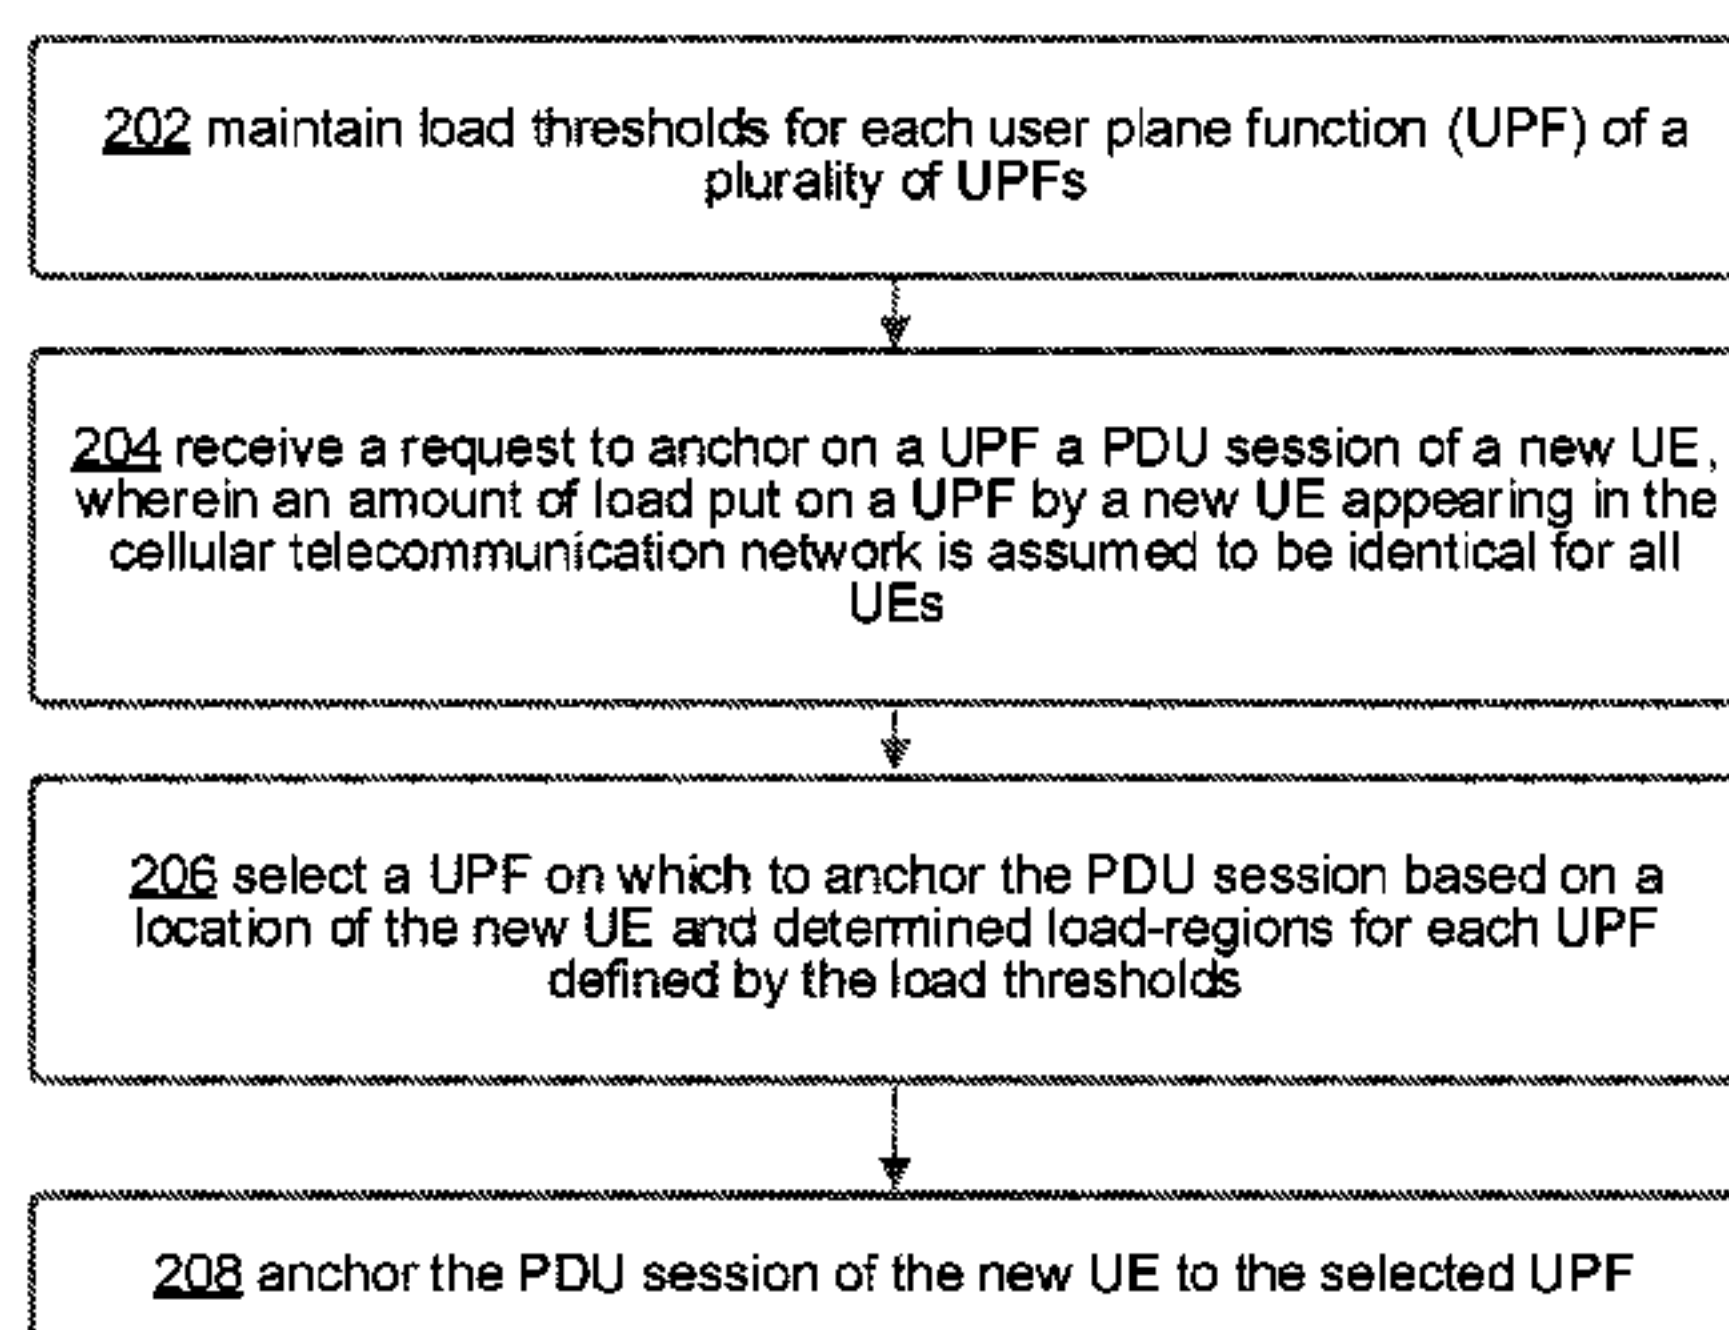 202 maintain load thresholds for each user plane function (UPF) of a
plurality of UPFs
204 receive a request to anchor on a UPF a PDU session of a new UE,
wherein an amount of load put on a UPF by a new UE appearing in the
cellular telecommunication network is assumed to be identical for all
UEs
206 select a UPF on which to anchor the PDU session based on a
location of the new UE and determined load-regions for each UPF
defined by the load thresholds
208 anchor the PDU session of the new UE to the selected UPF